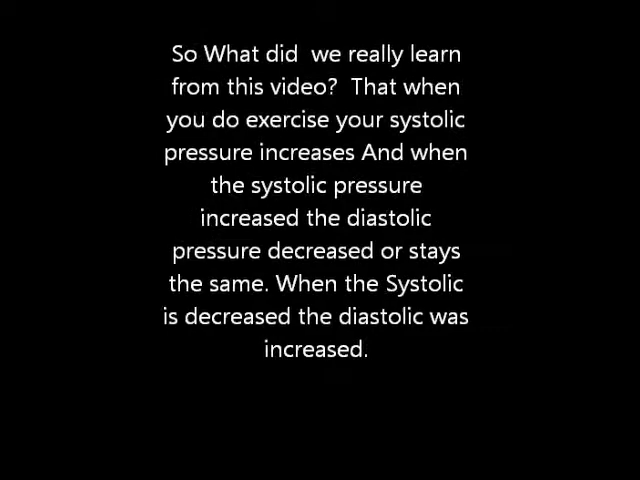 So What did  we really learn
from this video?  That when
you do exercise your systolic
pressure increases And when
the systolic pressure
increased the diastolic
pressure decreased or stays
the same. When the Systolic
is decreased the diastolic was
increased.